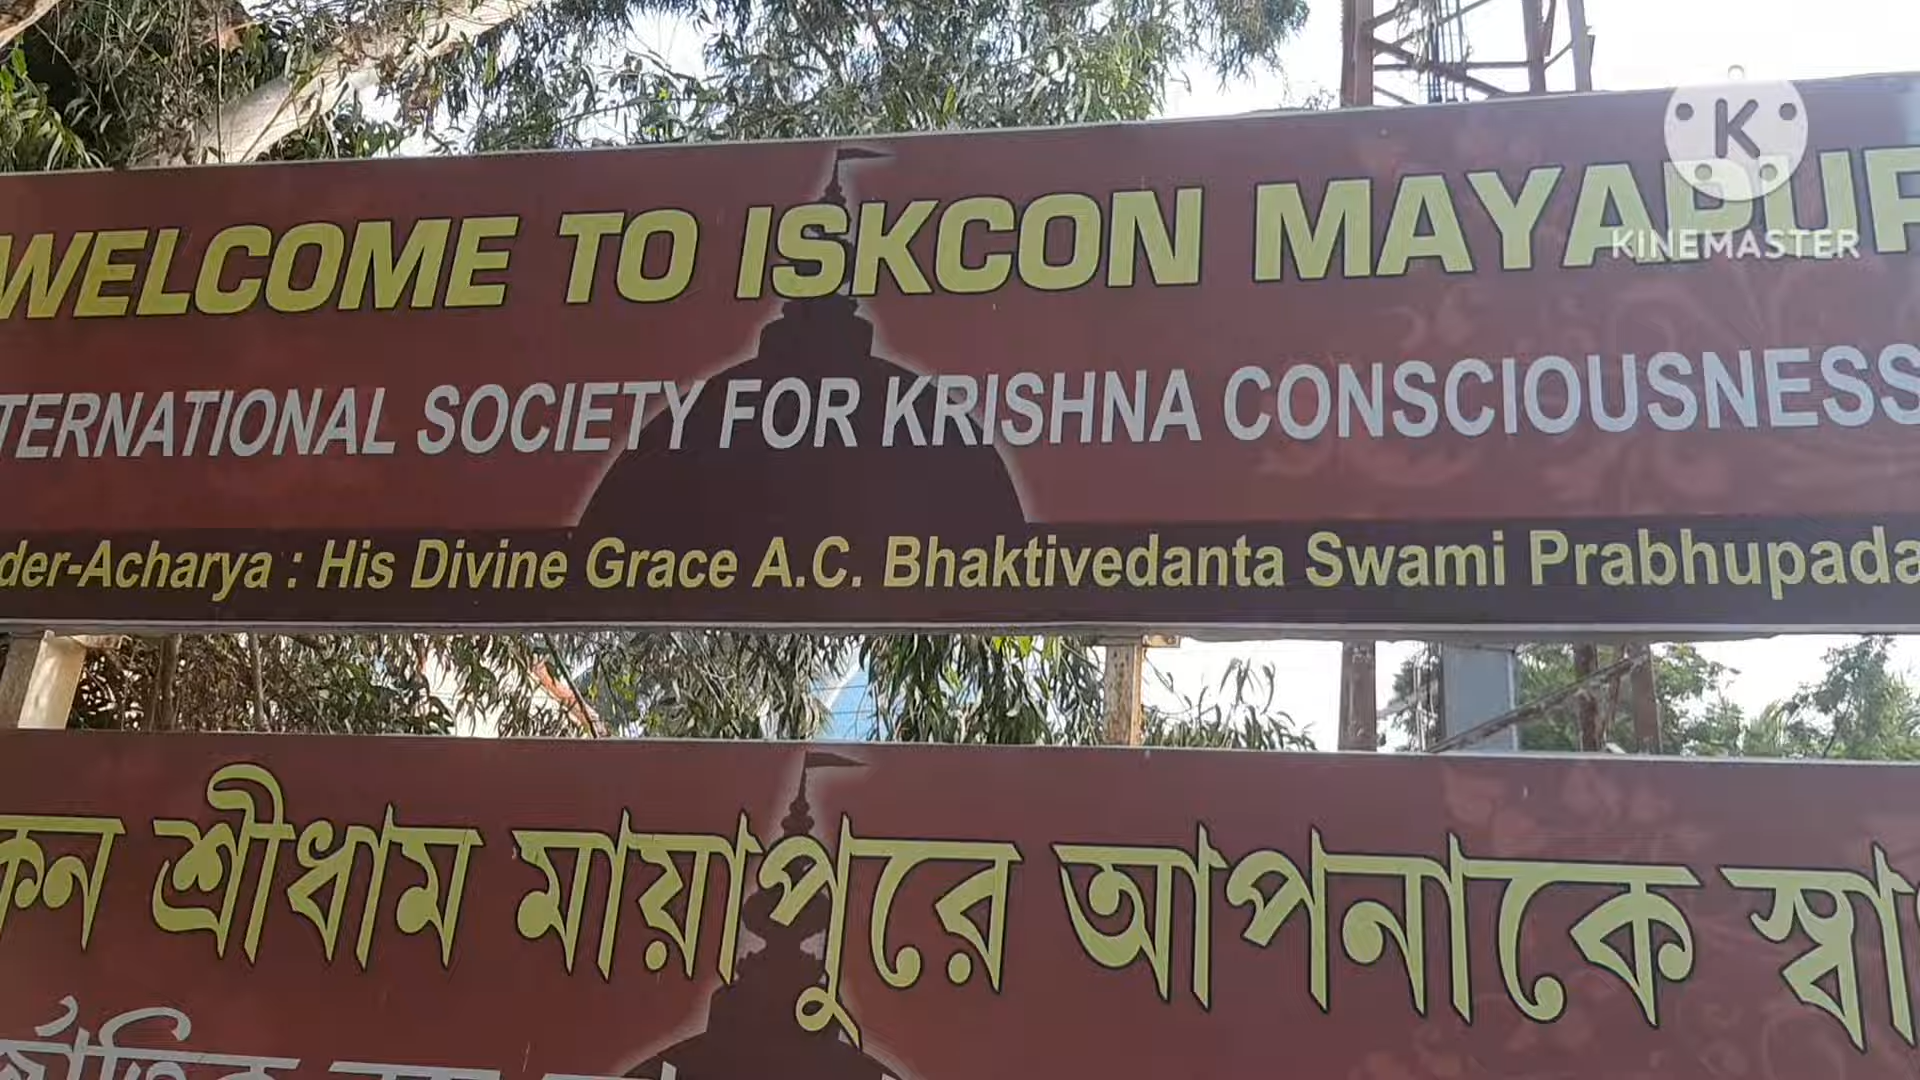 WELCOME TO ISKCON MAYAPUR
K
KINEMASTER
TERNATIONAL SOCIETY FOR KRISHNA CONSCIOUSNESS
der-Acharya : His Divine Grace A.C. Bhaktivedanta Swami Prabhupada
কন শ্রীধাম মায়াপুরে আপনাকে স্বা